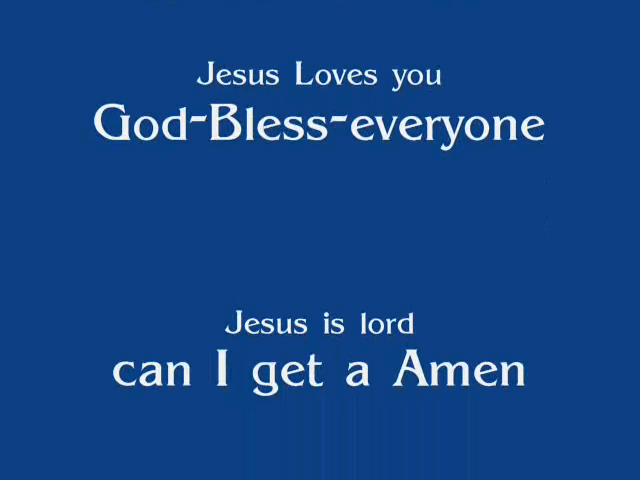 Jesus Loves you
God-Bless-everyone
Jesus is lord
can I get a Amen